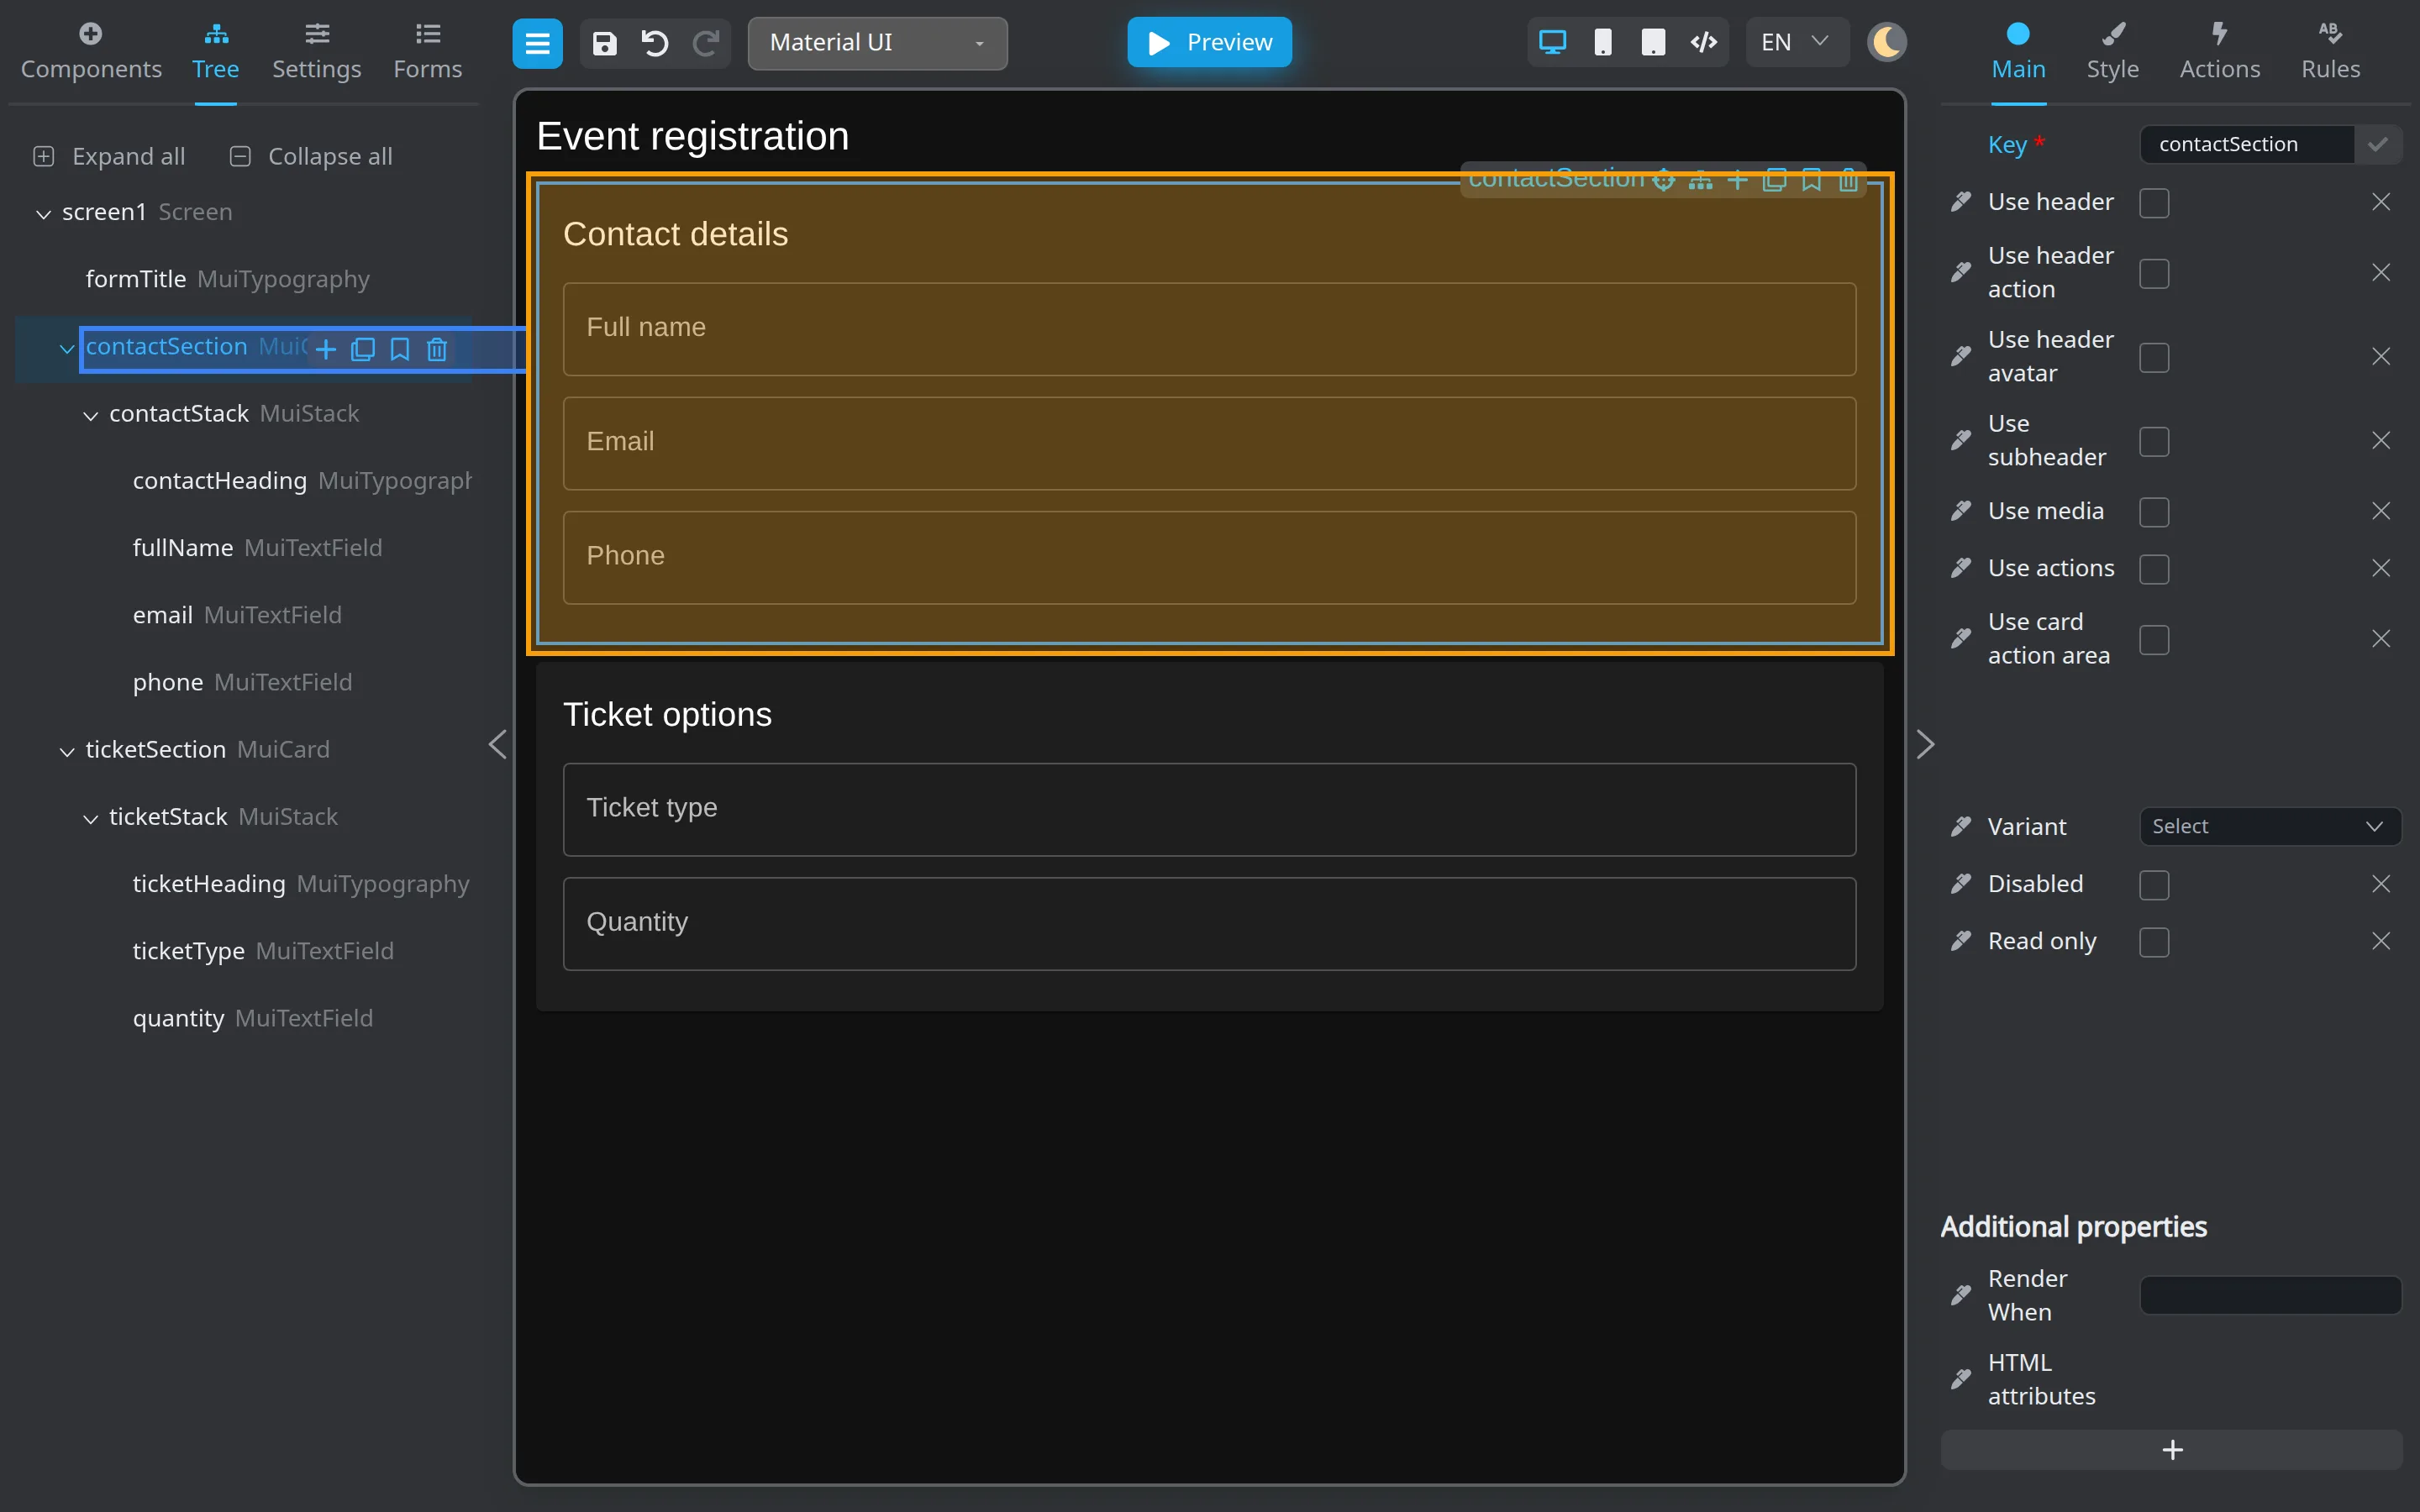 Components Tree Settings Forms
Material UI
Preview
EN
Main Style Actions Rules
Expand all Collapse all
screen1 Screen
formTitle MuiTypography
contactSection
contactStack MuiStack
contactHeading MuiTypograph
fullName MuiTextField
email MuiTextField
phone MuiTextField
ticketSection MuiCard
ticketStack MuiStack
ticketHeading MuiTypography
ticketType MuiTextField
quantity MuiTextField
Event registration
contactSection
Contact details
Full name
Email
Phone
Ticket options
Ticket type
Quantity
Key * contactSection
Use header
Use header
action
Use header
avatar
Use
subheader
Use media
Use actions
Use card
action area
Variant Select
Disabled
Read only
Additional properties
Render
When
HTML
attributes